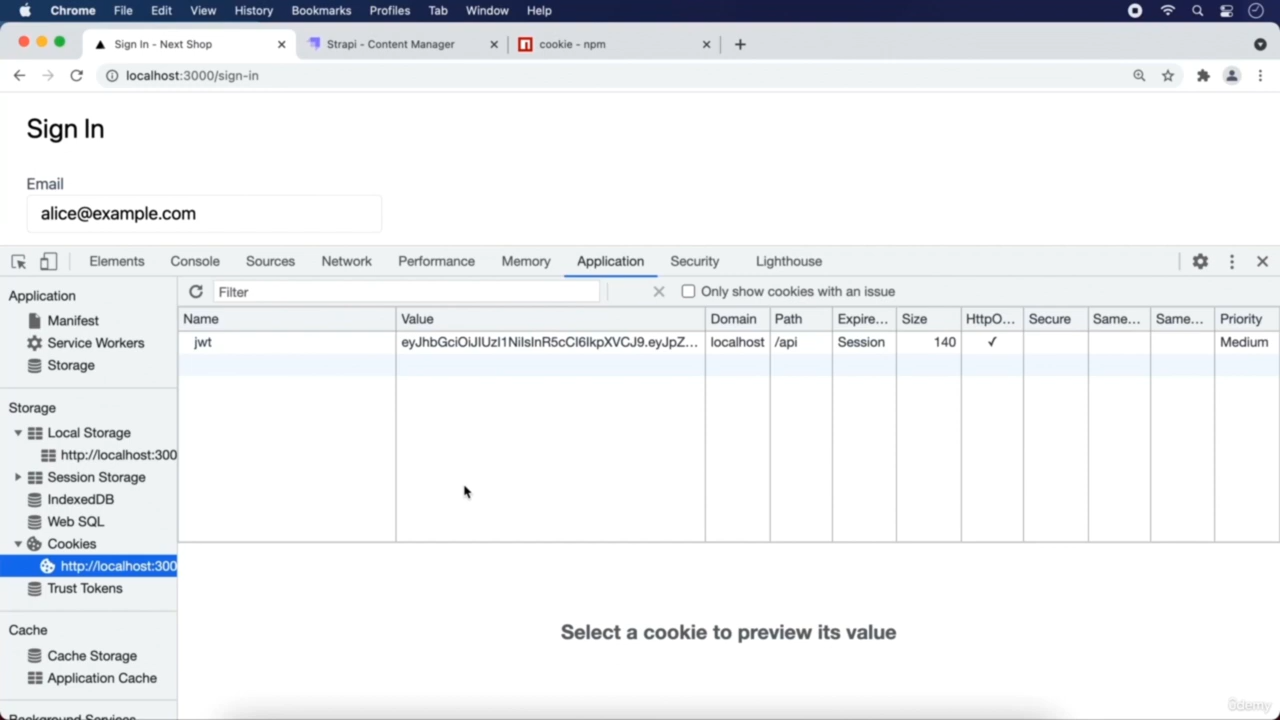 Chrome File Edit View History Bookmarks Profiles Tab Window Help
Sign In - Next Shop Strapi - Content Manager cookie - npm
localhost:3000/sign-in
Sign In
Email
alice@example.com
Elements Console Sources Network Performance Memory Application Security Lighthouse
Application
Manifest
Service Workers
Storage
Storage
Local Storage
http://localhost:300
Session Storage
IndexedDB
Web SQL
Cookies
http://localhost:300
Trust Tokens
Cache
Cache Storage
Application Cache
Background Services
Filter Only show cookies with an issue
Name Value Domain Path Expire... Size HttpO... Secure Same... Same... Priority
jwt eyJhbGciOiJIUzI1NiIsInR5cCI6IkpXVCJ9.eyJpZ... localhost /api Session 140 ✓ Medium
Select a cookie to preview its value
ûdemy